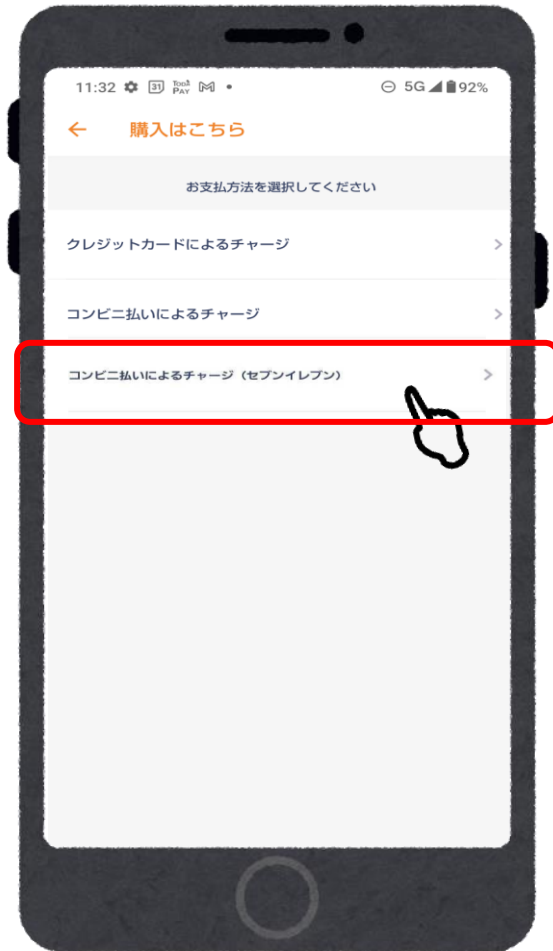 11:32 31 Tooł PAY 5G 92%
購入はこちら
お支払方法を選択してください
クレジットカードによるチャージ
コンビニ払いによるチャージ
コンビニ払いによるチャージ（セブンイレブン）